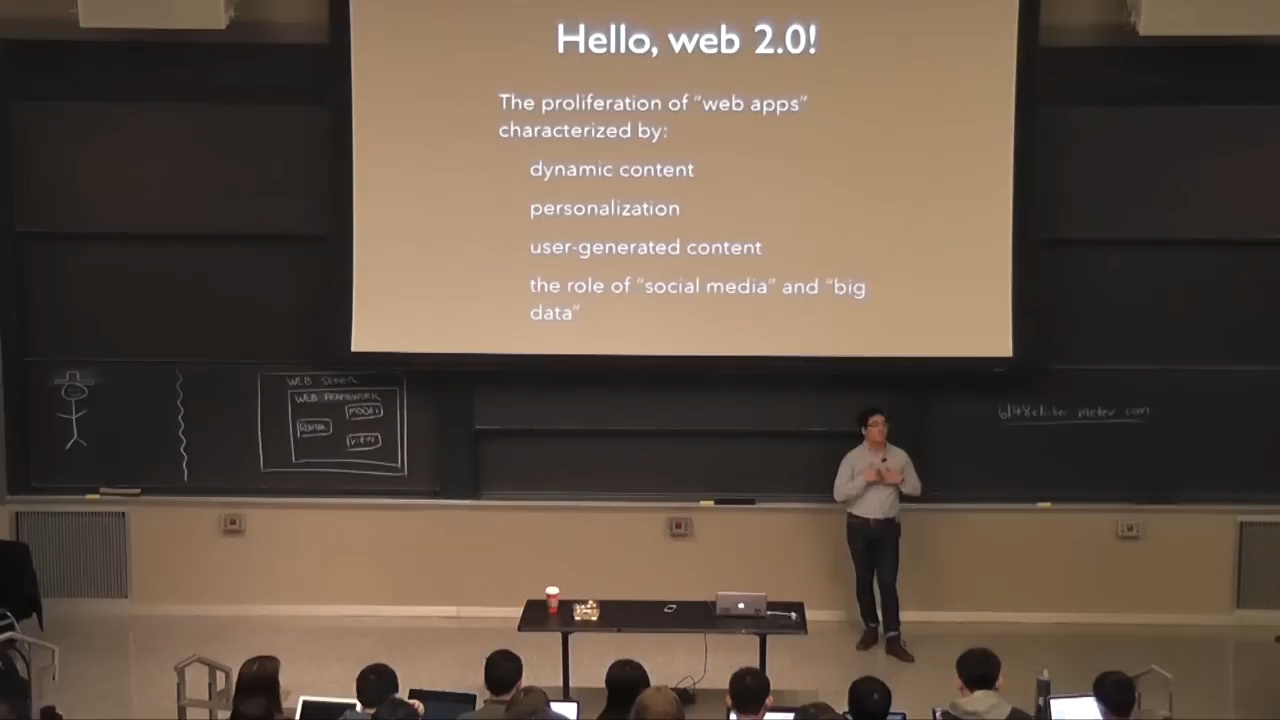 Hello, web 2.0!
The proliferation of “web apps”
characterized by:
dynamic content
personalization
user-generated content
the role of “social media” and “big
data”
WEB SERVER
WEB FRAMEWORK
MODEL
ROUTER
VIEW